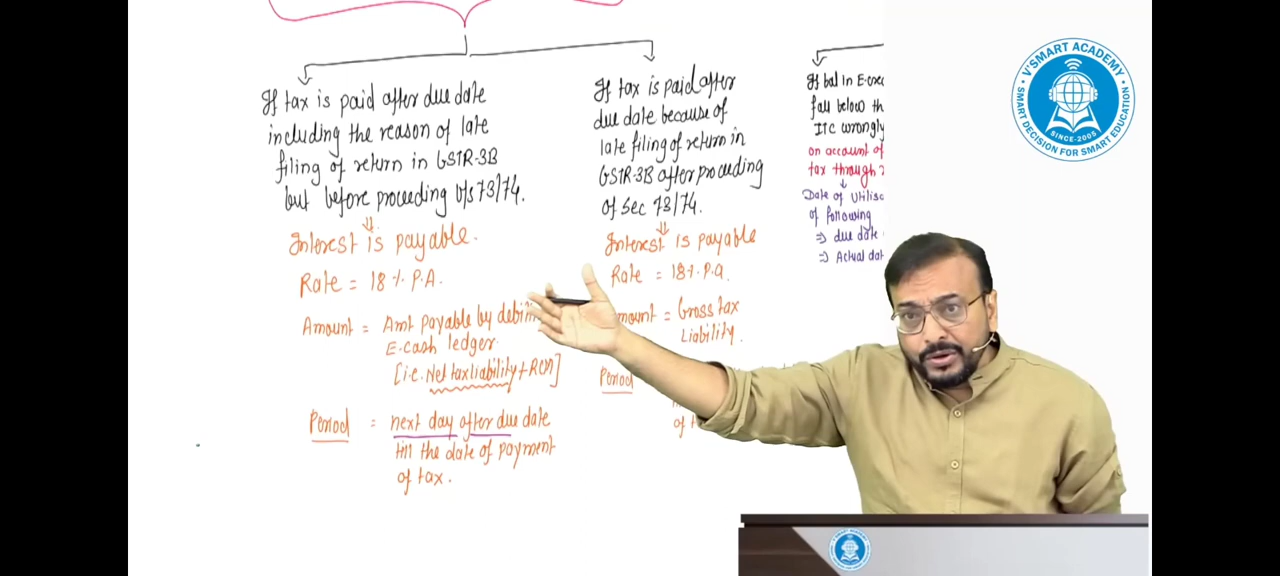 If tax is paid after due date
including the reason of late
filing of return in GSTR-3B
but before proceeding U/s 73/74.
Interest is payable.
Rate = 18 % P.A.
Amount = Amt payable by
E.cash ledger.
[i.e. Net tax liability + RCM]
Period = next day after due date
till the date of payment
of tax.
If tax is paid after
due date because of
late filing of return in
GSTR-3B after proceeding
of Sec 73/74.
Interest is payable
Rate = 18% P.a.
= Gross tax
Liability.
Period
If bal in
fall below
ITC wrongly
on account of
tax through
Date of
of following
⇒ due date
⇒ Actual
V'SMART ACADEMY
SINCE-2005
SMART DECISION FOR SMART EDUCATION